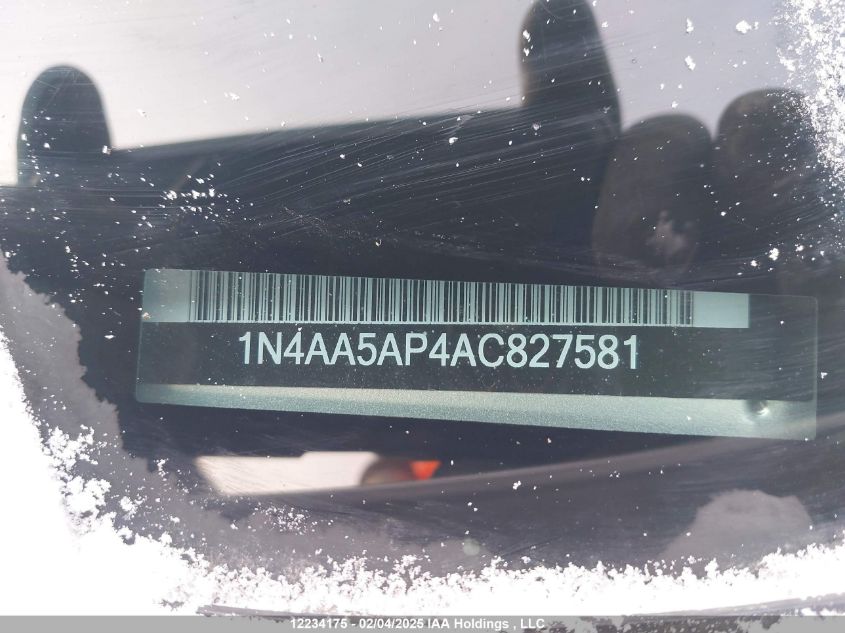 1N4AA5AP4AC827581
12234175 - 02/04/2025 IAA Holdings , LLC